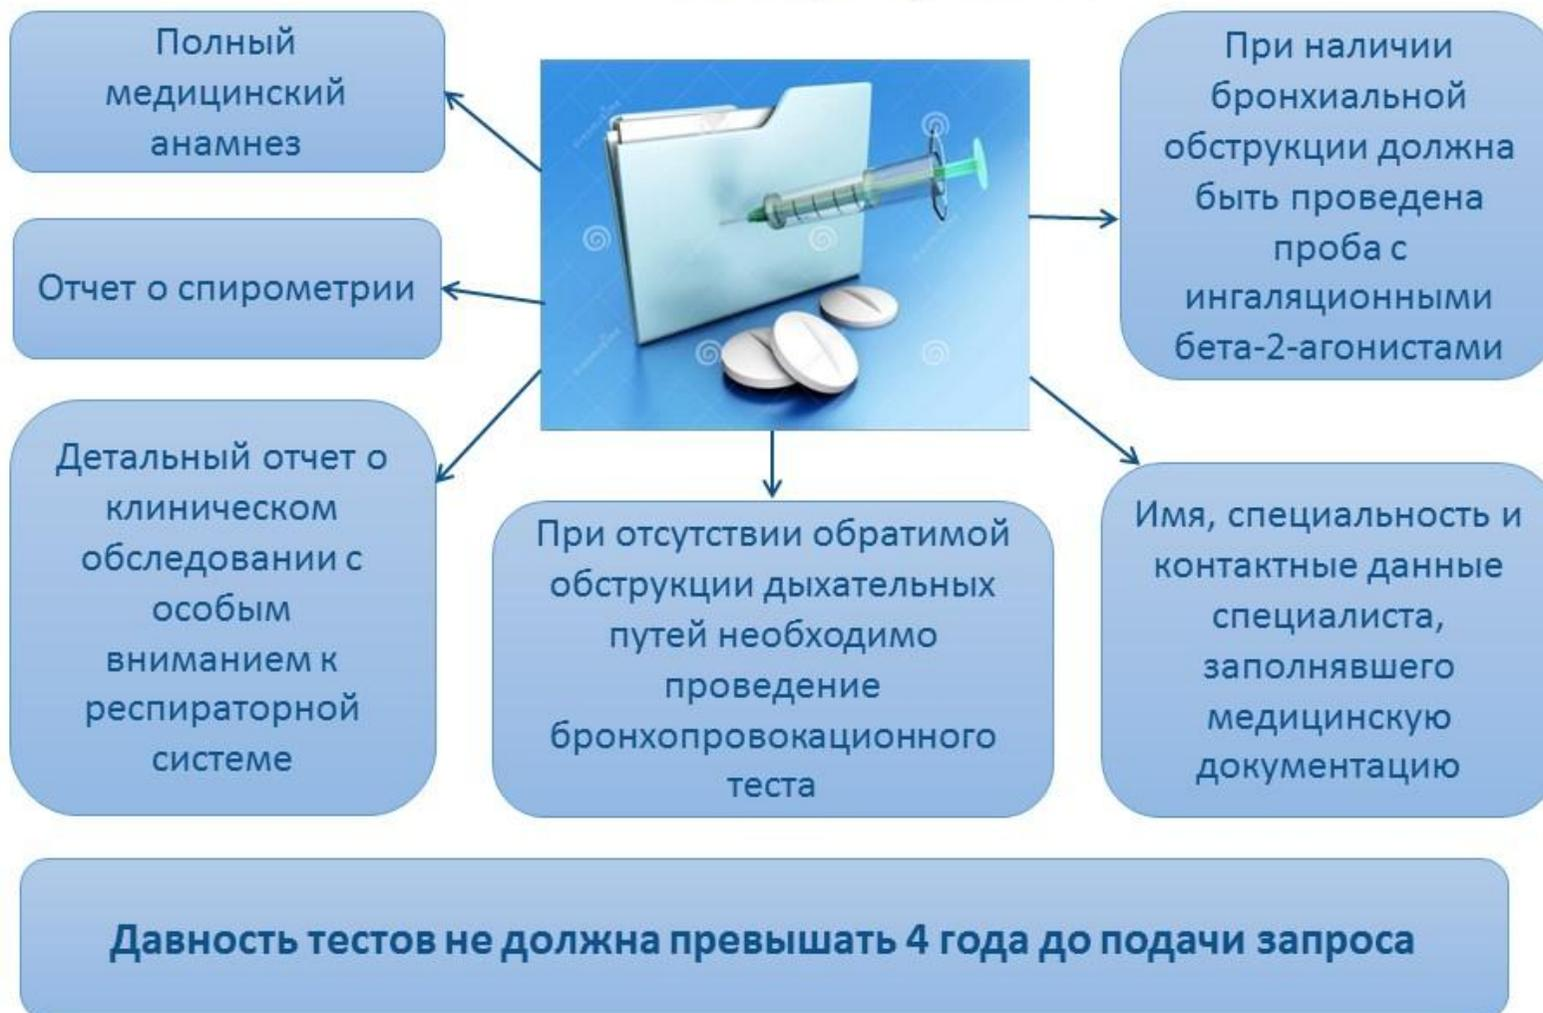 Полный
медицинский
анамнез
Отчет о спирометрии
Детальный отчет о
клиническом
обследовании с
особым
вниманием к
респираторной
системе
При отсутствии обратимой
обструкции дыхательных
путей необходимо
проведение
бронхопровокационного
теста
При наличии
бронхиальной
обструкции должна
быть проведена
проба с
ингаляционными
бета-2-агонистами
Имя, специальность и
контактные данные
специалиста,
заполнявшего
медицинскую
документацию
Давность тестов не должна превышать 4 года до подачи запроса